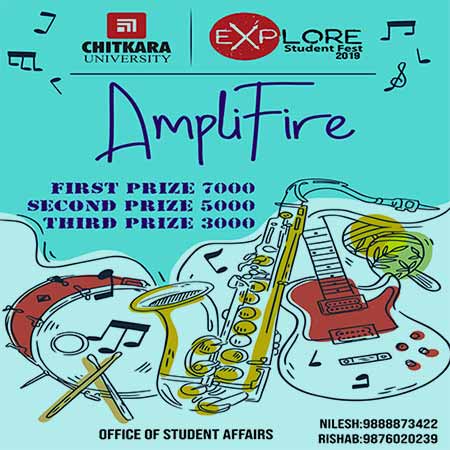 CHITKARA
UNIVERSITY
EXPLORE
Student Fest
2019
AmpliFire
FIRST PRIZE 7000
SECOND PRIZE 5000
THIRD PRIZE 3000
OFFICE OF STUDENT AFFAIRS
NILESH:9888873422
RISHAB:9876020239